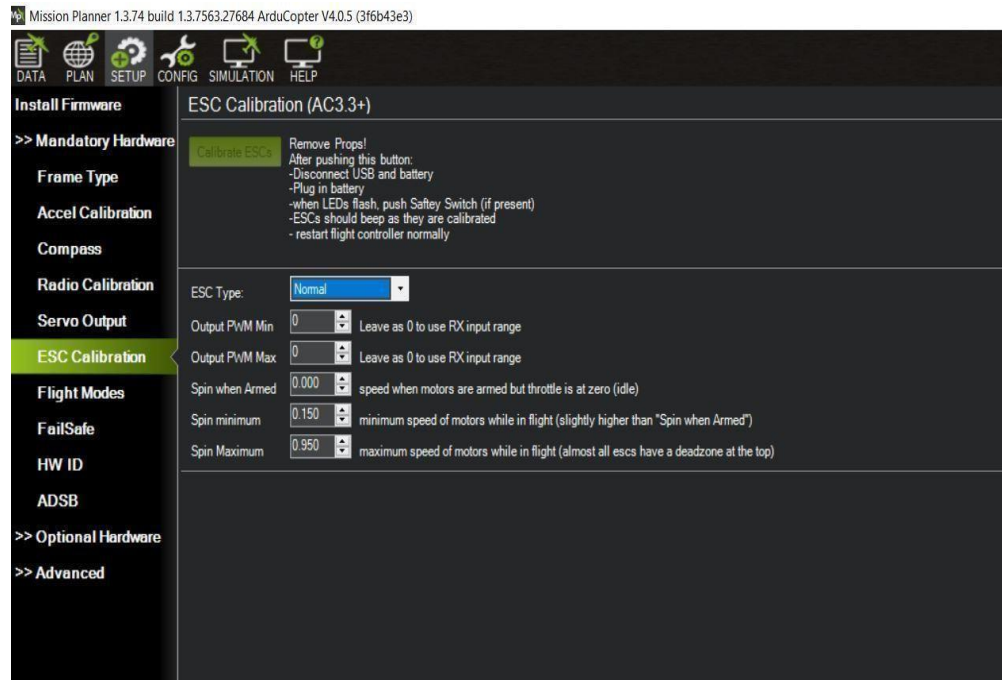 Mission Planner 1.3.74 build 1.3.7563.27684 ArduCopter V4.0.5 (3f6b43e3)
DATA PLAN SETUP CONFIG SIMULATION HELP
Install Firmware
>> Mandatory Hardware
Frame Type
Accel Calibration
Compass
Radio Calibration
Servo Output
ESC Calibration
Flight Modes
FailSafe
HW ID
ADSB
>> Optional Hardware
>> Advanced
ESC Calibration (AC3.3+)
Calibrate ESCs
Remove Props!
After pushing this button:
-Disconnect USB and battery
-Plug in battery
-when LEDs flash, push Saftey Switch (if present)
-ESCs should beep as they are calibrated
- restart flight controller normally
ESC Type: Normal
Output PWM Min 0 Leave as 0 to use RX input range
Output PWM Max 0 Leave as 0 to use RX input range
Spin when Armed 0.000 speed when motors are armed but throttle is at zero (idle)
Spin minimum 0.150 minimum speed of motors while in flight (slightly higher than "Spin when Armed")
Spin Maximum 0.950 maximum speed of motors while in flight (almost all escs have a deadzone at the top)